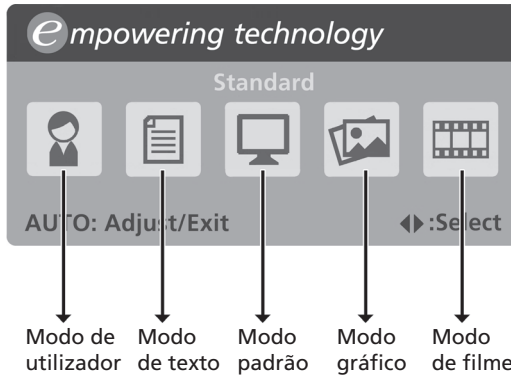 empowering technology
Standard
AUTO: Adjust/Exit
:Select
Modo de utilizador
Modo de texto
Modo padrão
Modo gráfico
Modo de filme